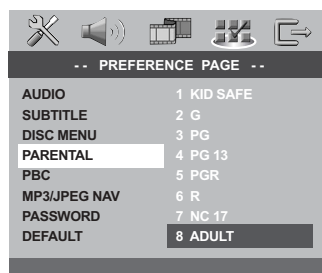 -- PREFERENCE PAGE --
AUDIO 1 KID SAFE
SUBTITLE 2 G
DISC MENU 3 PG
PARENTAL 4 PG 13
PBC 5 PGR
MP3/JPEG NAV 6 R
PASSWORD 7 NC 17
DEFAULT 8 ADULT